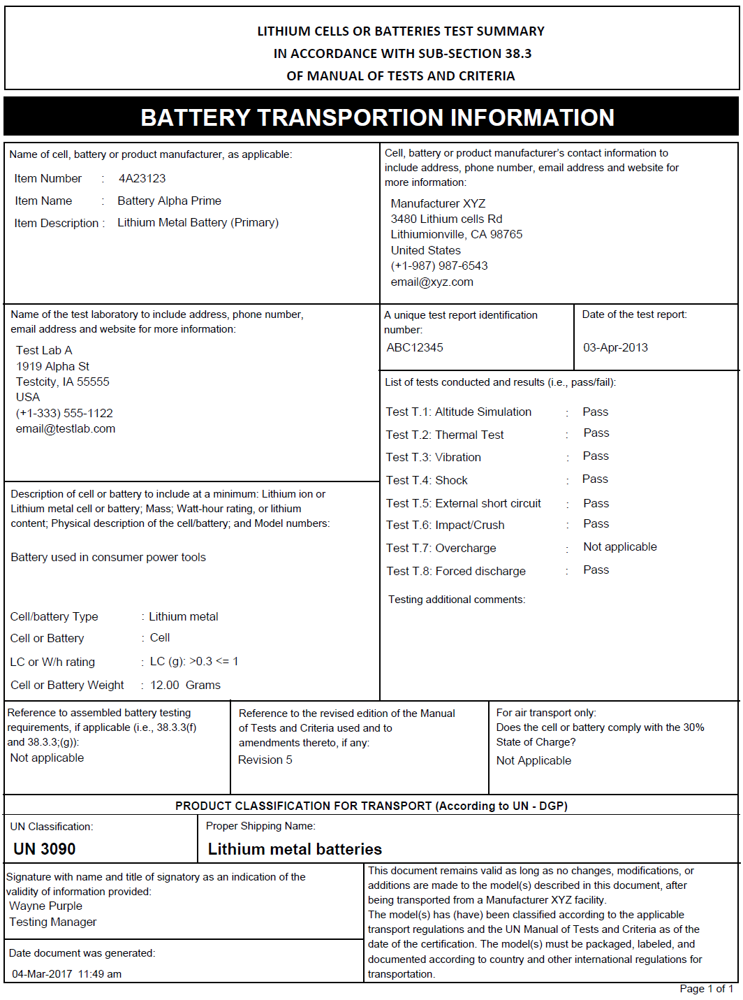 LITHIUM CELLS OR BATTERIES TEST SUMMARY
IN ACCORDANCE WITH SUB-SECTION 38.3
OF MANUAL OF TESTS AND CRITERIA
BATTERY TRANSPORTION INFORMATION
Name of cell, battery or product manufacturer, as applicable:
Item Number : 4A23123
Item Name : Battery Alpha Prime
Item Description : Lithium Metal Battery (Primary)
Cell, battery or product manufacturer's contact information to
include address, phone number, email address and website for
more information:
Manufacturer XYZ
3480 Lithium cells Rd
Lithiumionville, CA 98765
United States
(+1-987) 987-6543
email@xyz.com
Name of the test laboratory to include address, phone number,
email address and website for more information:
Test Lab A
1919 Alpha St
Testcity, IA 55555
USA
(+1-333) 555-1122
email@testlab.com
A unique test report identification
number:
ABC12345
Date of the test report:
03-Apr-2013
List of tests conducted and results (i.e., pass/fail):
Test T.1: Altitude Simulation : Pass
Test T.2: Thermal Test : Pass
Test T.3: Vibration : Pass
Test T.4: Shock : Pass
Test T.5: External short circuit : Pass
Test T.6: Impact/Crush : Pass
Test T.7: Overcharge : Not applicable
Test T.8: Forced discharge : Pass
Testing additional comments:
Description of cell or battery to include at a minimum: Lithium ion or
Lithium metal cell or battery; Mass; Watt-hour rating, or lithium
content; Physical description of the cell/battery; and Model numbers:
Battery used in consumer power tools
Cell/battery Type : Lithium metal
Cell or Battery : Cell
LC or W/h rating : LC (g): >0.3 <= 1
Cell or Battery Weight : 12.00 Grams
Reference to assembled battery testing
requirements, if applicable (i.e., 38.3.3(f)
and 38.3.3;(g)):
Not applicable
Reference to the revised edition of the Manual
of Tests and Criteria used and to
amendments thereto, if any:
Revision 5
For air transport only:
Does the cell or battery comply with the 30%
State of Charge?
Not Applicable
PRODUCT CLASSIFICATION FOR TRANSPORT (According to UN - DGP)
UN Classification:
UN 3090
Proper Shipping Name:
Lithium metal batteries
Signature with name and title of signatory as an indication of the
validity of information provided:
Wayne Purple
Testing Manager
Date document was generated:
04-Mar-2017 11:49 am
This document remains valid as long as no changes, modifications, or
additions are made to the model(s) described in this document, after
being transported from a Manufacturer XYZ facility.
The model(s) has (have) been classified according to the applicable
transport regulations and the UN Manual of Tests and Criteria as of the
date of the certification. The model(s) must be packaged, labeled, and
documented according to country and other international regulations for
transportation.
Page 1 of 1